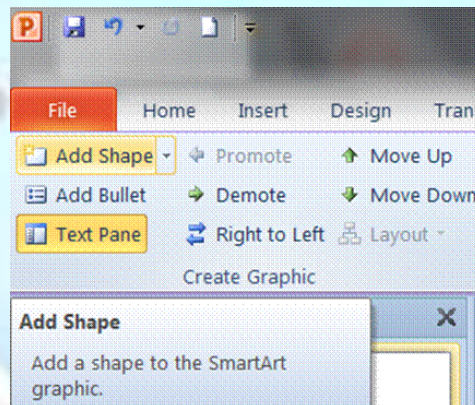 P
File Home Insert Design Tran
Add Shape Promote Move Up
Add Bullet Demote Move Down
Text Pane Right to Left Layout
Create Graphic
Add Shape
Add a shape to the SmartArt
graphic.